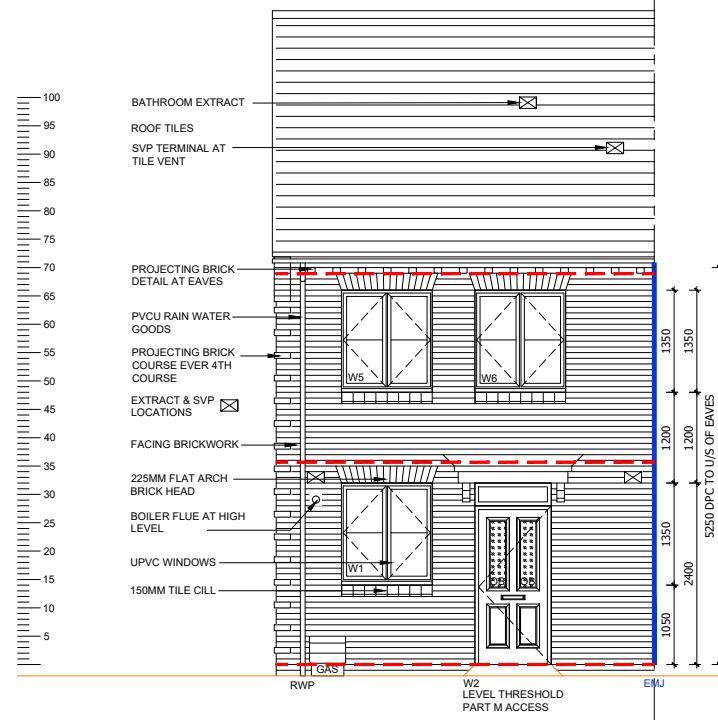 100
95
90
85
80
75
70
65
60
55
50
45
40
35
30
25
20
15
10
5
BATHROOM EXTRACT
ROOF TILES
SVP TERMINAL AT
TILE VENT
PROJECTING BRICK
DETAIL AT EAVES
PVCU RAIN WATER
GOODS
PROJECTING BRICK
COURSE EVER 4TH
COURSE
EXTRACT & SVP
LOCATIONS
FACING BRICKWORK
225MM FLAT ARCH
BRICK HEAD
BOILER FLUE AT HIGH
LEVEL
UPVC WINDOWS
150MM TILE CILL
W5
W6
W1
OB OB
GAS
RWP
W2
LEVEL THRESHOLD
PART M ACCESS
EMJ
1350
1200
1350
1050
1350
1200
2400
5250 DPC TO U/S OF EAVES